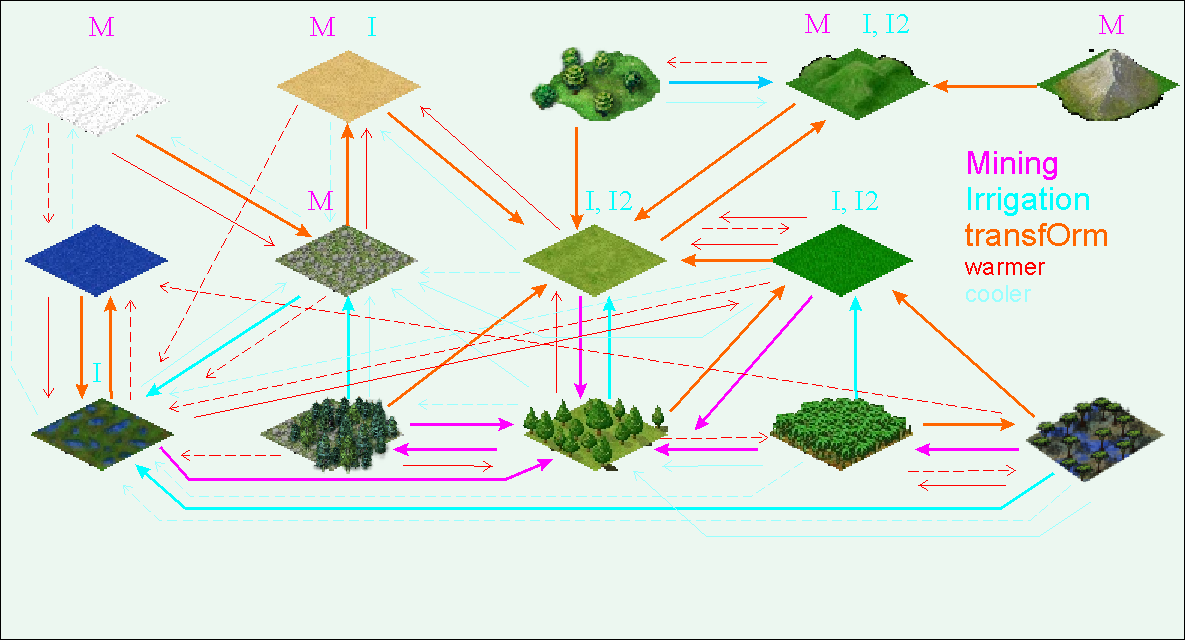 M
M I
M I, I2
M
Mining
Irrigation
transfOrm
warmer
cooler
M
I, I2
I, I2
I